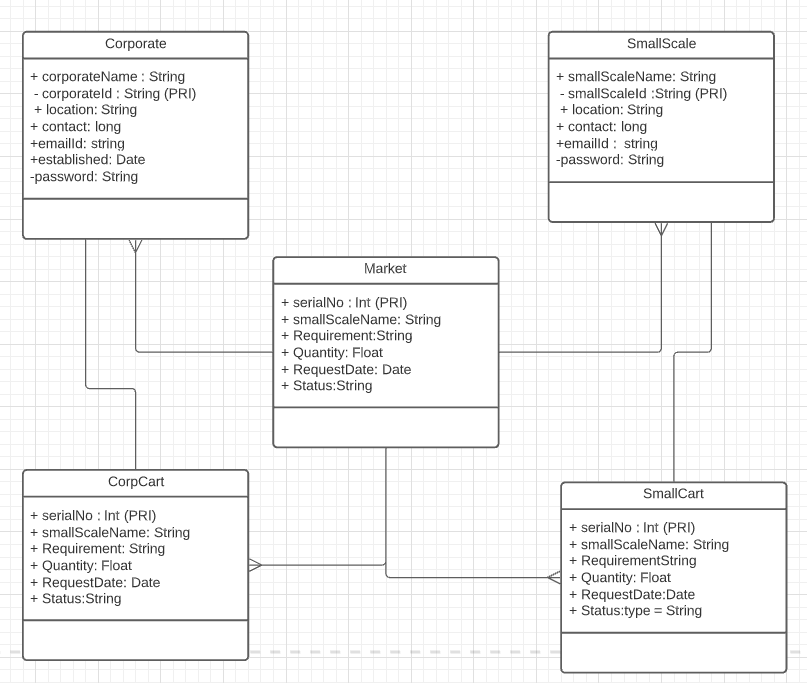 Corporate
+ corporateName : String
- corporateId : String (PRI)
+ location: String
+ contact: long
+emailId: string
+established: Date
-password: String
SmallScale
+ smallScaleName: String
- smallScaleId :String (PRI)
+ location: String
+ contact: long
+emailId : string
-password: String
Market
+ serialNo : Int (PRI)
+ smallScaleName: String
+ Requirement:String
+ Quantity: Float
+ RequestDate: Date
+ Status:String
CorpCart
+ serialNo : Int (PRI)
+ smallScaleName: String
+ Requirement: String
+ Quantity: Float
+ RequestDate: Date
+ Status:String
SmallCart
+ serialNo : Int (PRI)
+ smallScaleName: String
+ RequirementString
+ Quantity: Float
+ RequestDate:Date
+ Status:type = String